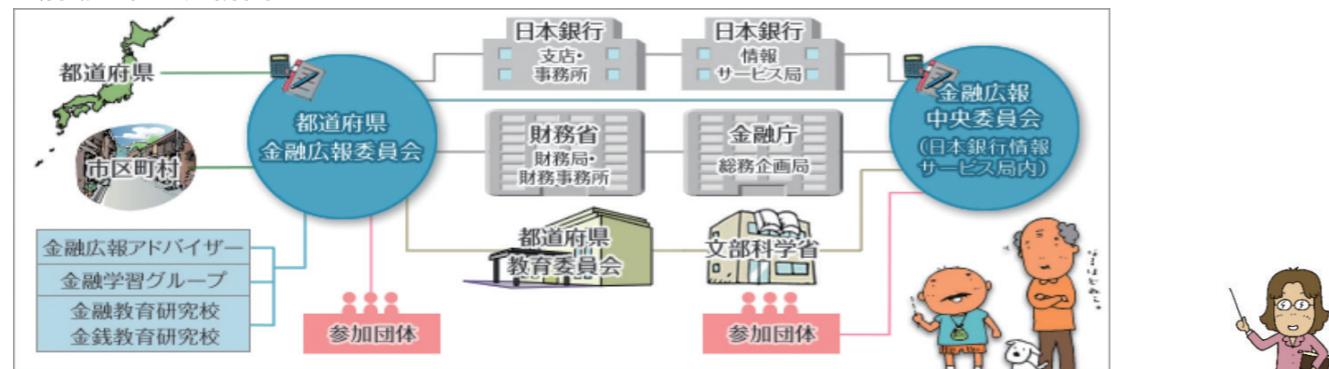 日本銀行
支店・
事務所
日本銀行
情報
サービス局
都道府県
都道府県
金融広報委員会
金融広報
中央委員会
(日本銀行情報
サービス局内)
財務省
財務局・
財務事務所
金融庁
総務企画局
市区町村
都道府県
教育委員会
文部科学省
金融広報アドバイザー
金融学習グループ
金融教育研究校
金銭教育研究校
参加団体
参加団体
なるほどねぇ。